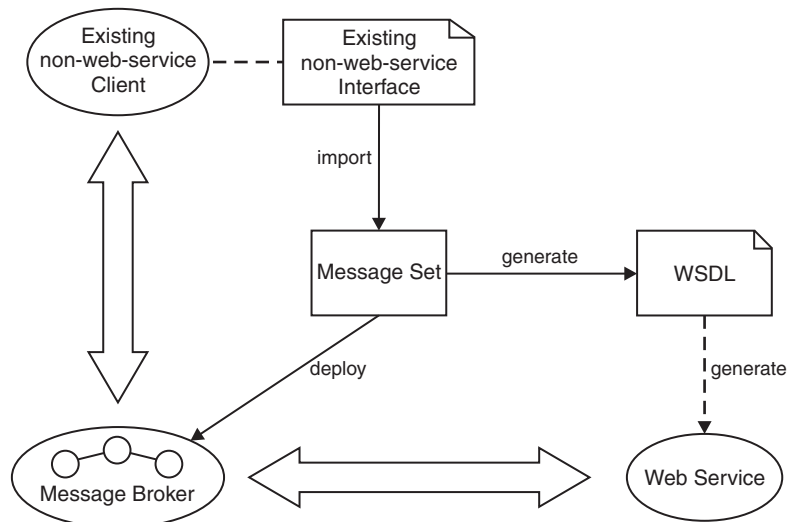 Existing
non-web-service
Client
Existing
non-web-service
Interface
import
Message Set
generate
WSDL
deploy
generate
Message Broker
Web Service